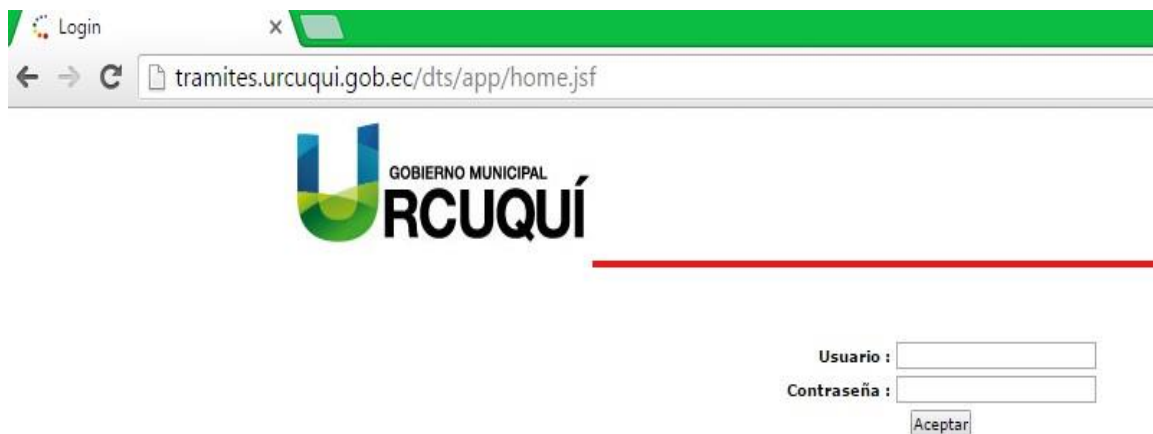 Login
tramites.urcuqui.gob.ec/dts/app/home.jsf
GOBIERNO MUNICIPAL
URCUQUÍ
Usuario :
Contraseña :
Aceptar